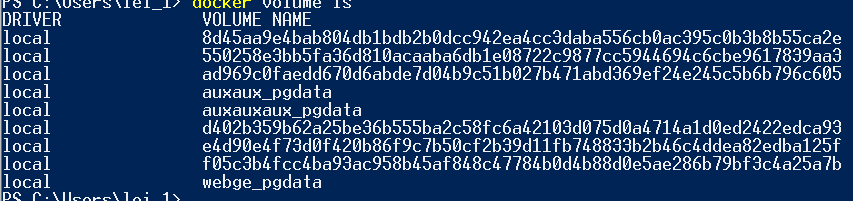 PS C:\Users\lei_1> docker volume ls
DRIVER VOLUME NAME
local 8d45aa9e4bab804db1bdb2b0dcc942ea4cc3daba556cb0ac395c0b3b8b55ca2e
local 550258e3bb5fa36d810acaaba6db1e08722c9877cc5944694c6cbe9617839aa3
local ad969c0faedd670d6abde7d04b9c51b027b471abd369ef24e245c5b6b796c605
local auxaux_pgdata
local auxauxaux_pgdata
local d402b359b62a25be36b555ba2c58fc6a42103d075d0a4714a1d0ed2422edca93
local e4d90e4f73d0f420b86f9c7b50cf2b39d11fb748833b2b46c4ddea82edba125f
local f05c3b4fcc4ba93ac958b45af848c47784b0d4b88d0e5ae286b79bf3c4a25a7b
local webge_pgdata
PS C:\Users\lei_1>